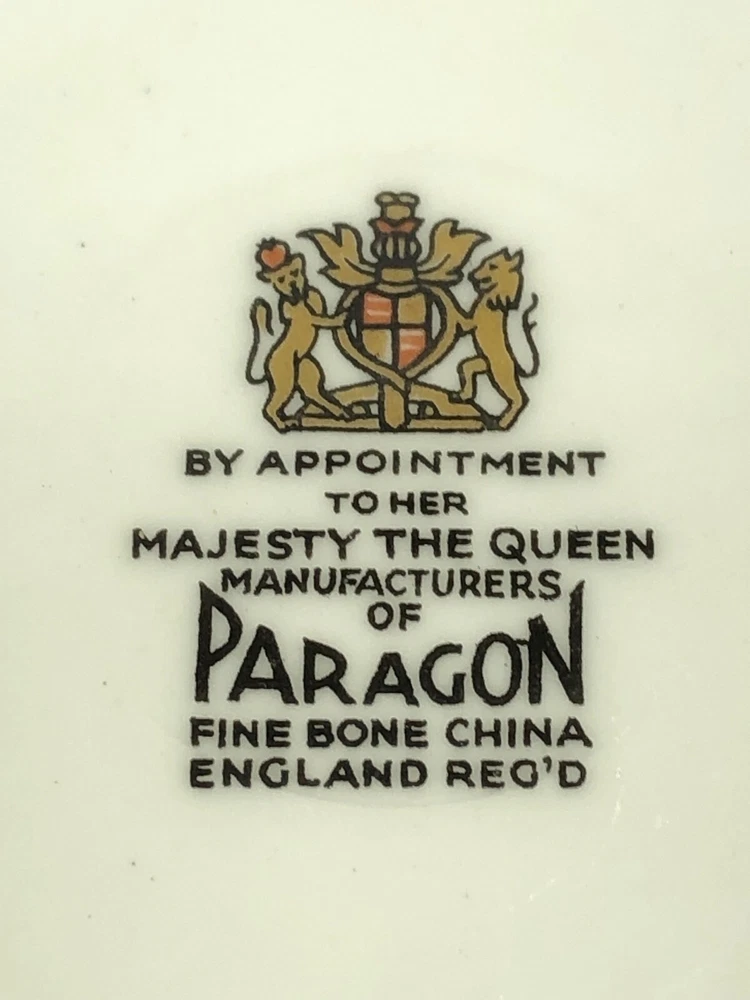 BY APPOINTMENT
TO HER
MAJESTY THE QUEEN
MANUFACTURERS
OF
PARAGON
FINE BONE CHINA
ENGLAND REG'D